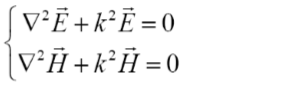 ∇²E⃗ + k²E⃗ = 0
∇²H⃗ + k²H⃗ = 0